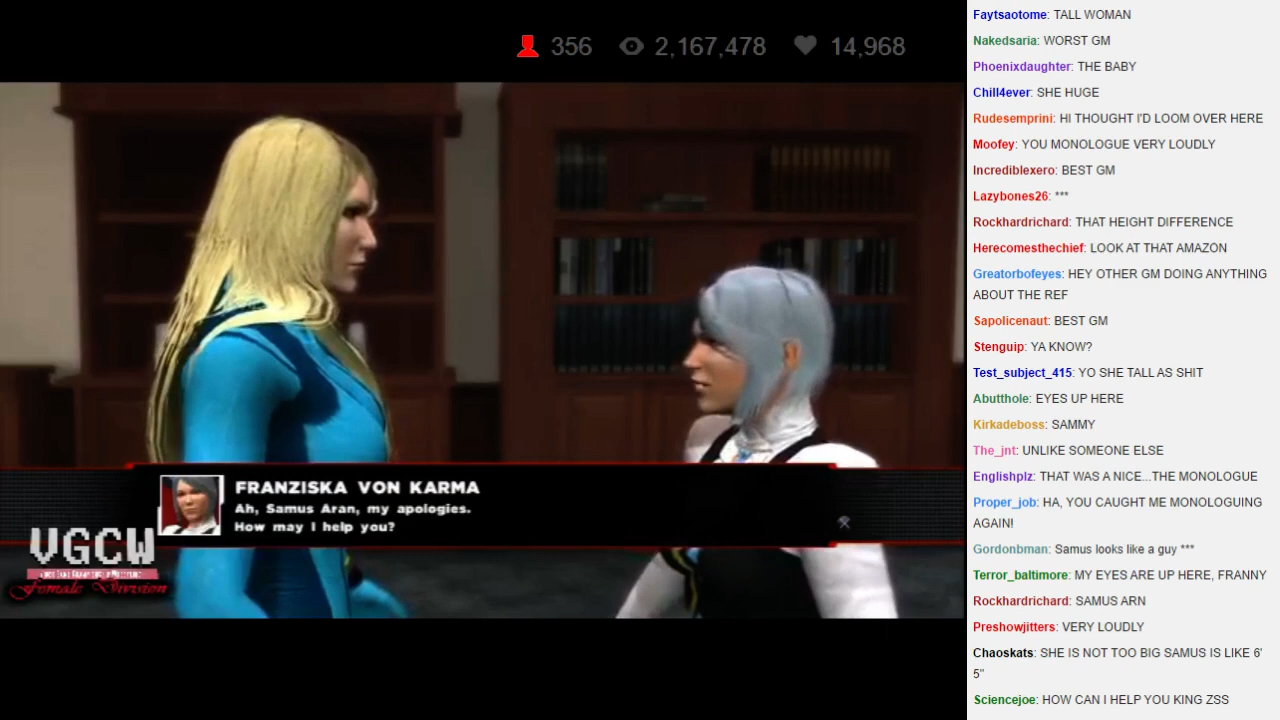 356 2,167,478 14,968
FRANZISKA VON KARMA
Ah, Samus Aran, my apologies.
How may I help you?
VGCW
Female Division
Faytsaotome: TALL WOMAN
Nakedsaria: WORST GM
Phoenixdaughter: THE BABY
Chill4ever: SHE HUGE
Rudesemprini: HI THOUGHT I'D LOOM OVER HERE
Moofey: YOU MONOLOGUE VERY LOUDLY
Incrediblexero: BEST GM
Lazybones26: ***
Rockhardrichard: THAT HEIGHT DIFFERENCE
Herecomesthechief: LOOK AT THAT AMAZON
Greatorbofeyes: HEY OTHER GM DOING ANYTHING
ABOUT THE REF
Sapolicenaut: BEST GM
Stenguip: YA KNOW?
Test_subject_415: YO SHE TALL AS SHIT
Abutthole: EYES UP HERE
Kirkadeboss: SAMMY
The_jnt: UNLIKE SOMEONE ELSE
Englishplz: THAT WAS A NICE...THE MONOLOGUE
Proper_job: HA, YOU CAUGHT ME MONOLOGUING
AGAIN!
Gordonbman: Samus looks like a guy ***
Terror_baltimore: MY EYES ARE UP HERE, FRANNY
Rockhardrichard: SAMUS ARN
Preshowjitters: VERY LOUDLY
Chaoskats: SHE IS NOT TOO BIG SAMUS IS LIKE 6'
5"
Sciencejoe: HOW CAN I HELP YOU KING ZSS